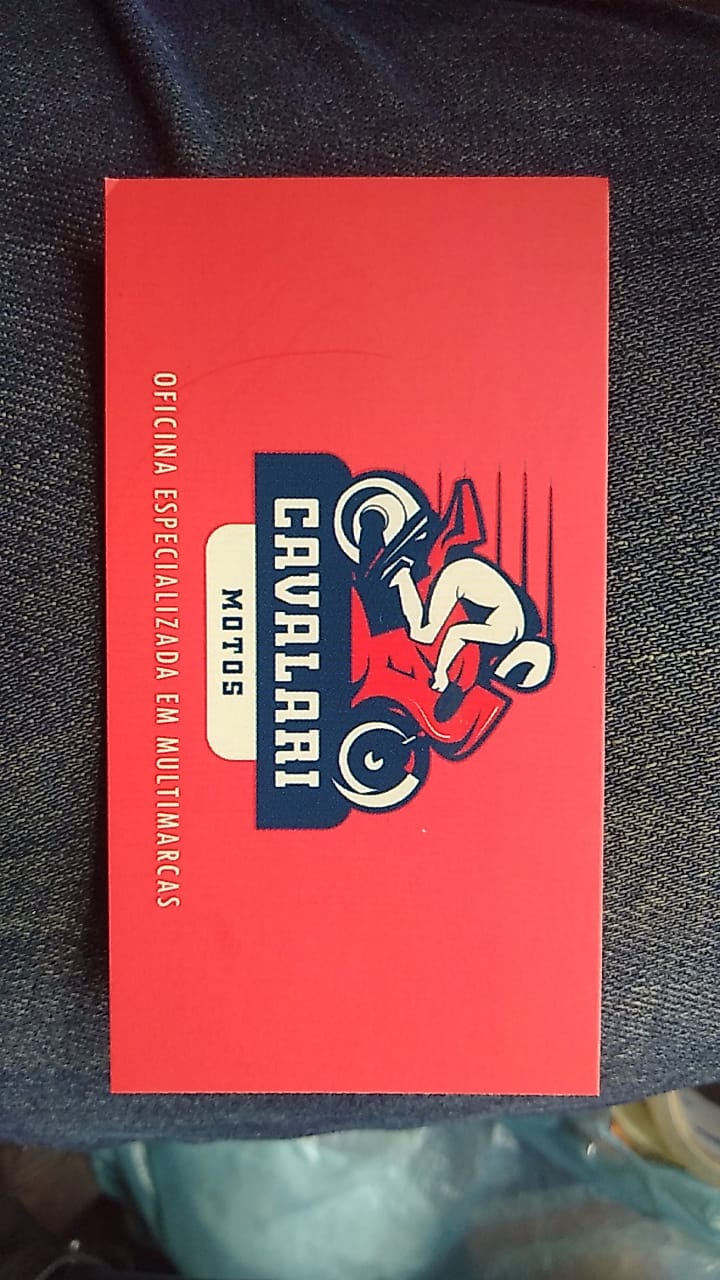 CAVALARI
MOTOS
OFICINA ESPECIALIZADA EM MULTIMARCAS